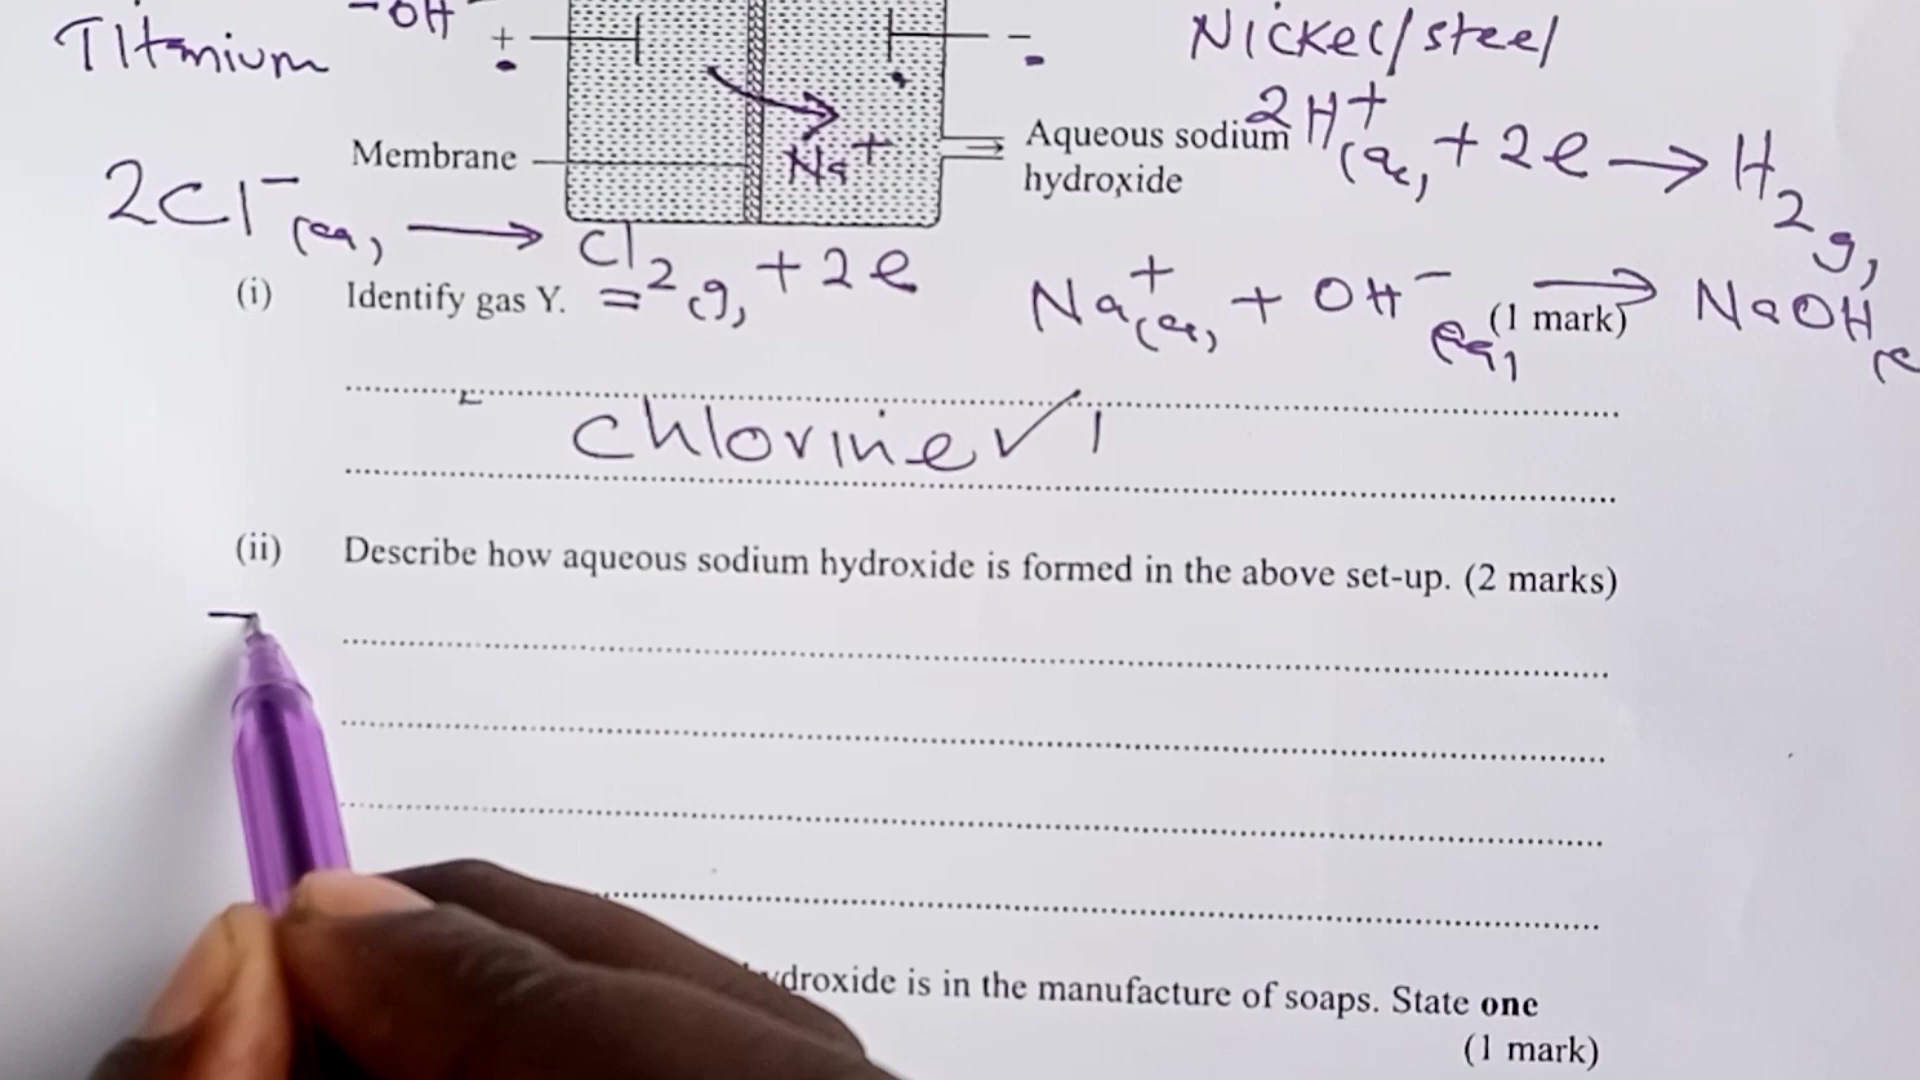 Titanium
-OH
+
-
Nickel/steel
Membrane
Na+
Aqueous sodium
hydroxide
2H+(aq) + 2e → H2(g)
2Cl-(aq) → Cl2(g) + 2e
Na+(aq) + OH-(aq) → NaOH
(i) Identify gas Y. (1 mark)
Chlorine ✓1
(ii) Describe how aqueous sodium hydroxide is formed in the above set-up. (2 marks)
droxide is in the manufacture of soaps. State one
(1 mark)